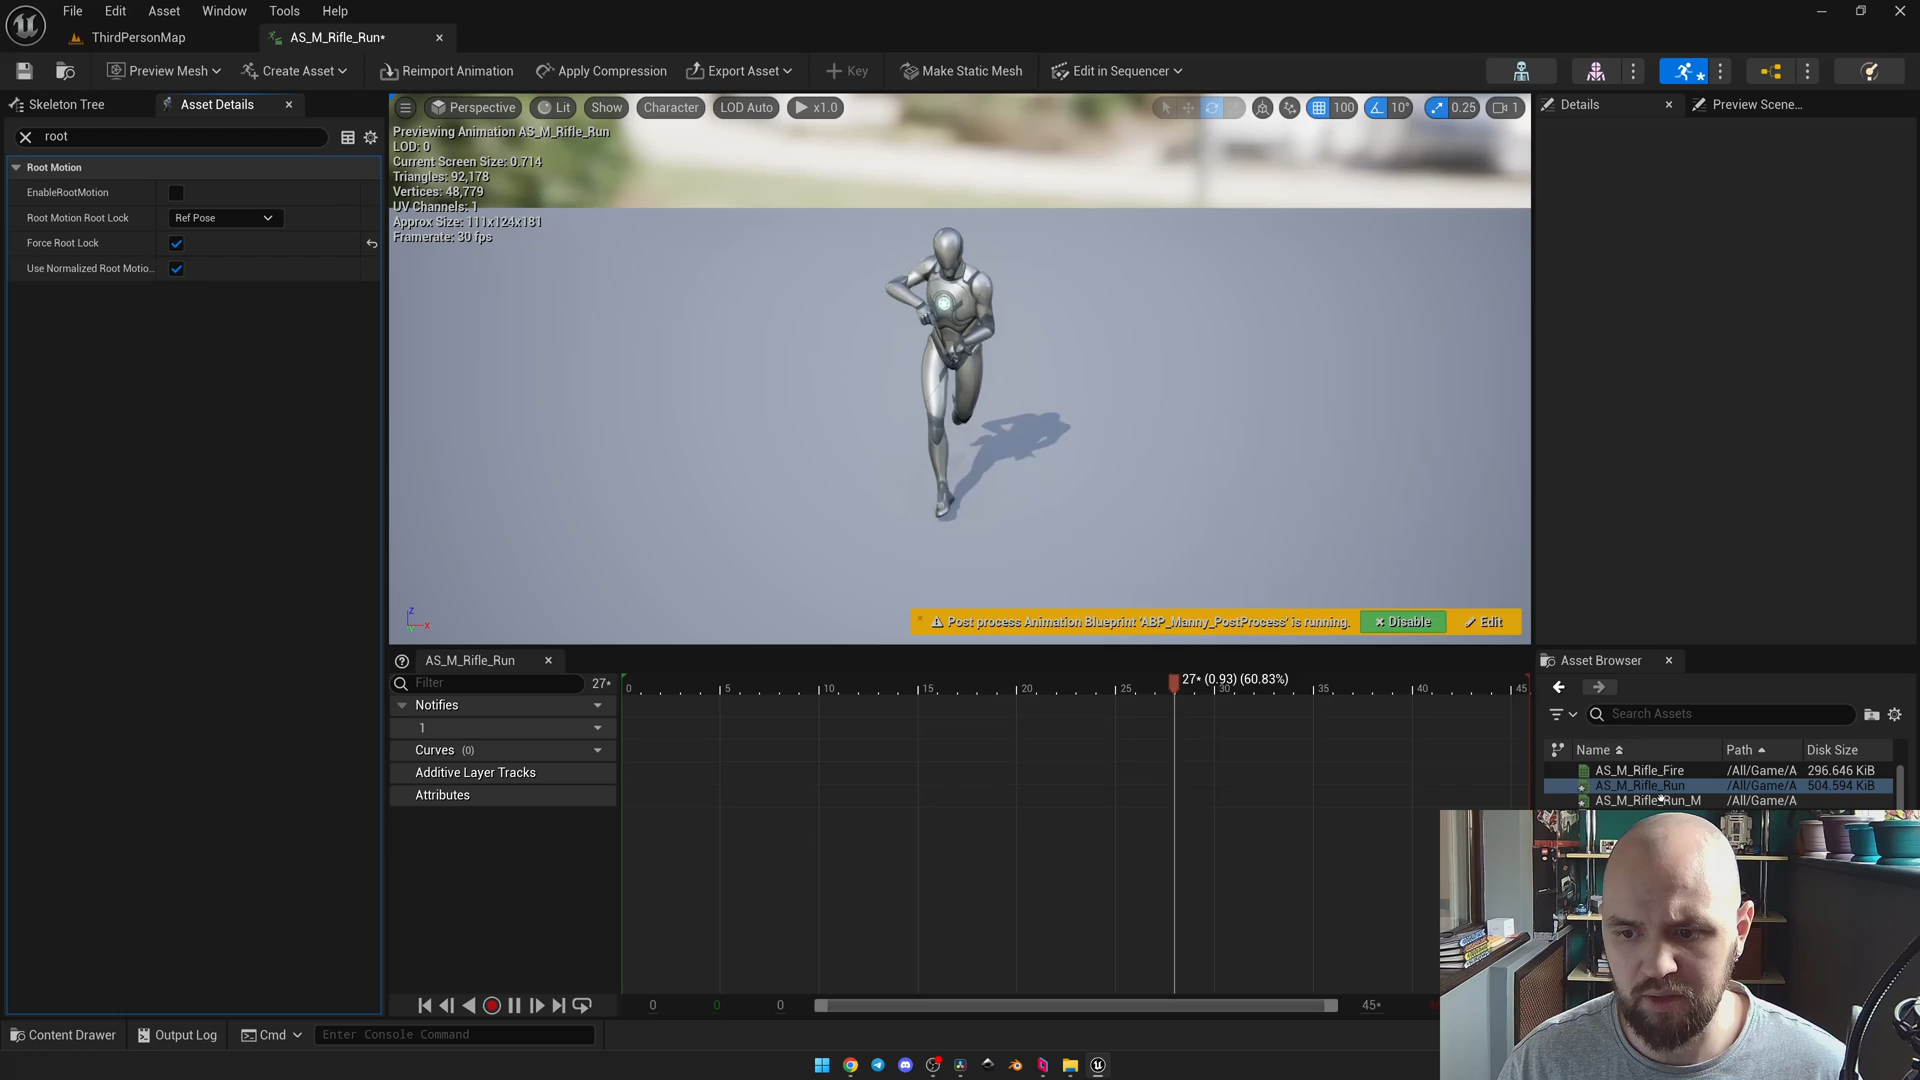 File Edit Asset Window Tools Help
ThirdPersonMap
AS_M_Rifle_Run*
Preview Mesh
Create Asset
Reimport Animation
Apply Compression
Export Asset
Key
Make Static Mesh
Edit in Sequencer
Skeleton Tree
Asset Details
root
Root Motion
EnableRootMotion
Root Motion Root Lock
Ref Pose
Force Root Lock
Use Normalized Root Motio...
Perspective
Lit
Show
Character
LOD Auto
x1.0
100
10°
0.25
1
Previewing Animation AS_M_Rifle_Run
LOD: 0
Current Screen Size: 0.714
Triangles: 92,178
Vertices: 48,779
UV Channels: 1
Approx Size: 111x124x181
Framerate: 30 fps
z
x
Post process Animation Blueprint 'ABP_Manny_PostProcess' is running.
Disable
Edit
Details
Preview Scene...
AS_M_Rifle_Run
Filter
27*
0 5 10 15 20 25 30 35 40 45
27* (0.93) (60.83%)
Notifies
1
Curves (0)
Additive Layer Tracks
Attributes
0 0 0 45*
Asset Browser
Search Assets
Name Path Disk Size
AS_M_Rifle_Fire /All/Game/A 296.646 KiB
AS_M_Rifle_Run /All/Game/A 504.594 KiB
AS_M_Rifle_Run_M /All/Game/A
Content Drawer
Output Log
Cmd
Enter Console Command